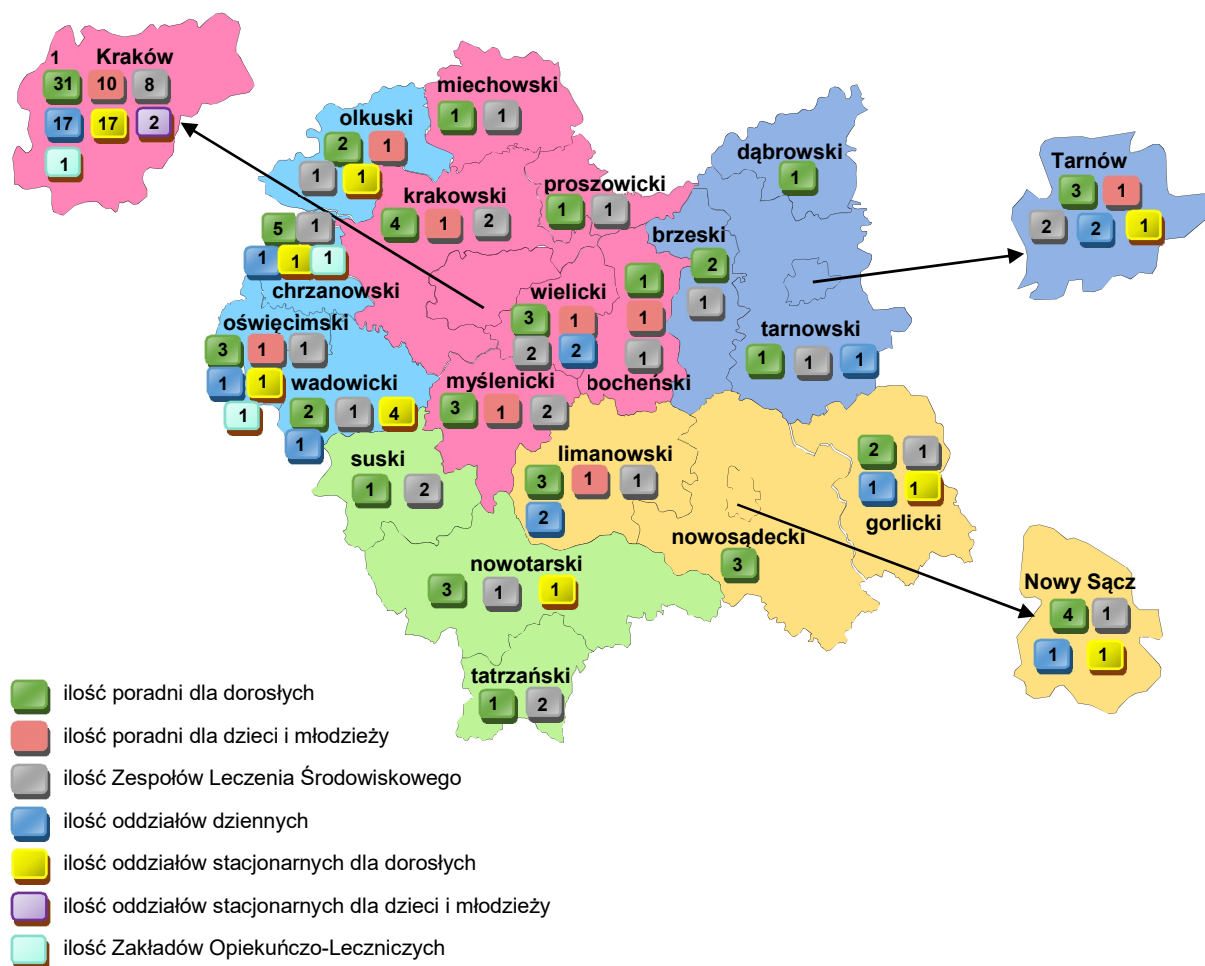 1 Kraków
31 10 8
17 17 2
1
miechowski
1 1
olkuski
2 1
1 1
krakowski
4 1 2
proszowicki
1 1
dąbrowski
1
Tarnów
3 1
2 2 1
brzeski
2
1
5 1
1 1 1
chrzanowski
wielicki
3 1
2 2
1
1
1
bocheński
tarnowski
1 1 1
oświęcimski
3 1 1
1 1
1
wadowicki
2 1 4
1
myślenicki
3 1 2
suski
1 2
limanowski
3 1 1
2
2 1
1 1
gorlicki
nowosądecki
3
nowotarski
3 1 1
Nowy Sącz
4 1
1 1
tatrzański
1 2
ilość poradni dla dorosłych
ilość poradni dla dzieci i młodzieży
ilość Zespołów Leczenia Środowiskowego
ilość oddziałów dziennych
ilość oddziałów stacjonarnych dla dorosłych
ilość oddziałów stacjonarnych dla dzieci i młodzieży
ilość Zakładów Opiekuńczo-Leczniczych